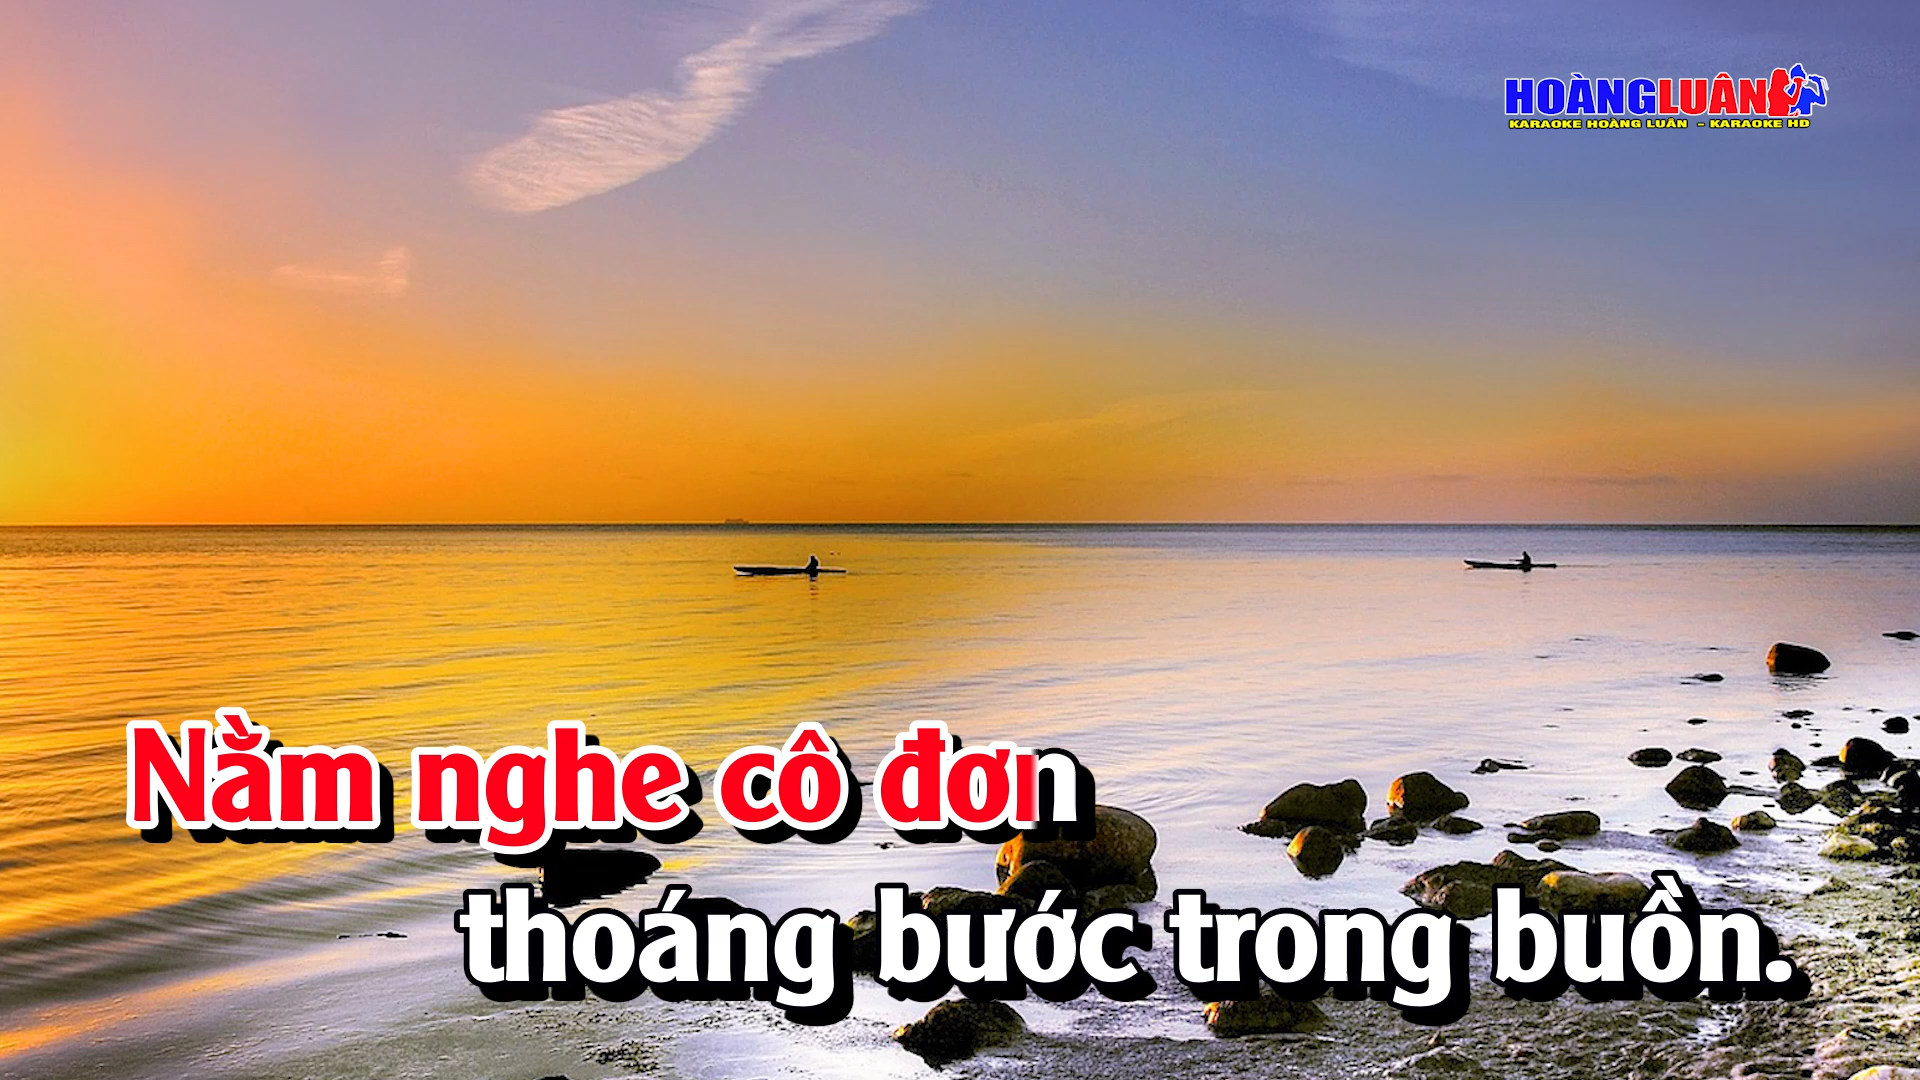 HOÀNGLUÂN
KARAOKE HOÀNG LUÂN - KARAOKE HD
Nằm nghe cô đơn
thoáng bước trong buồn.